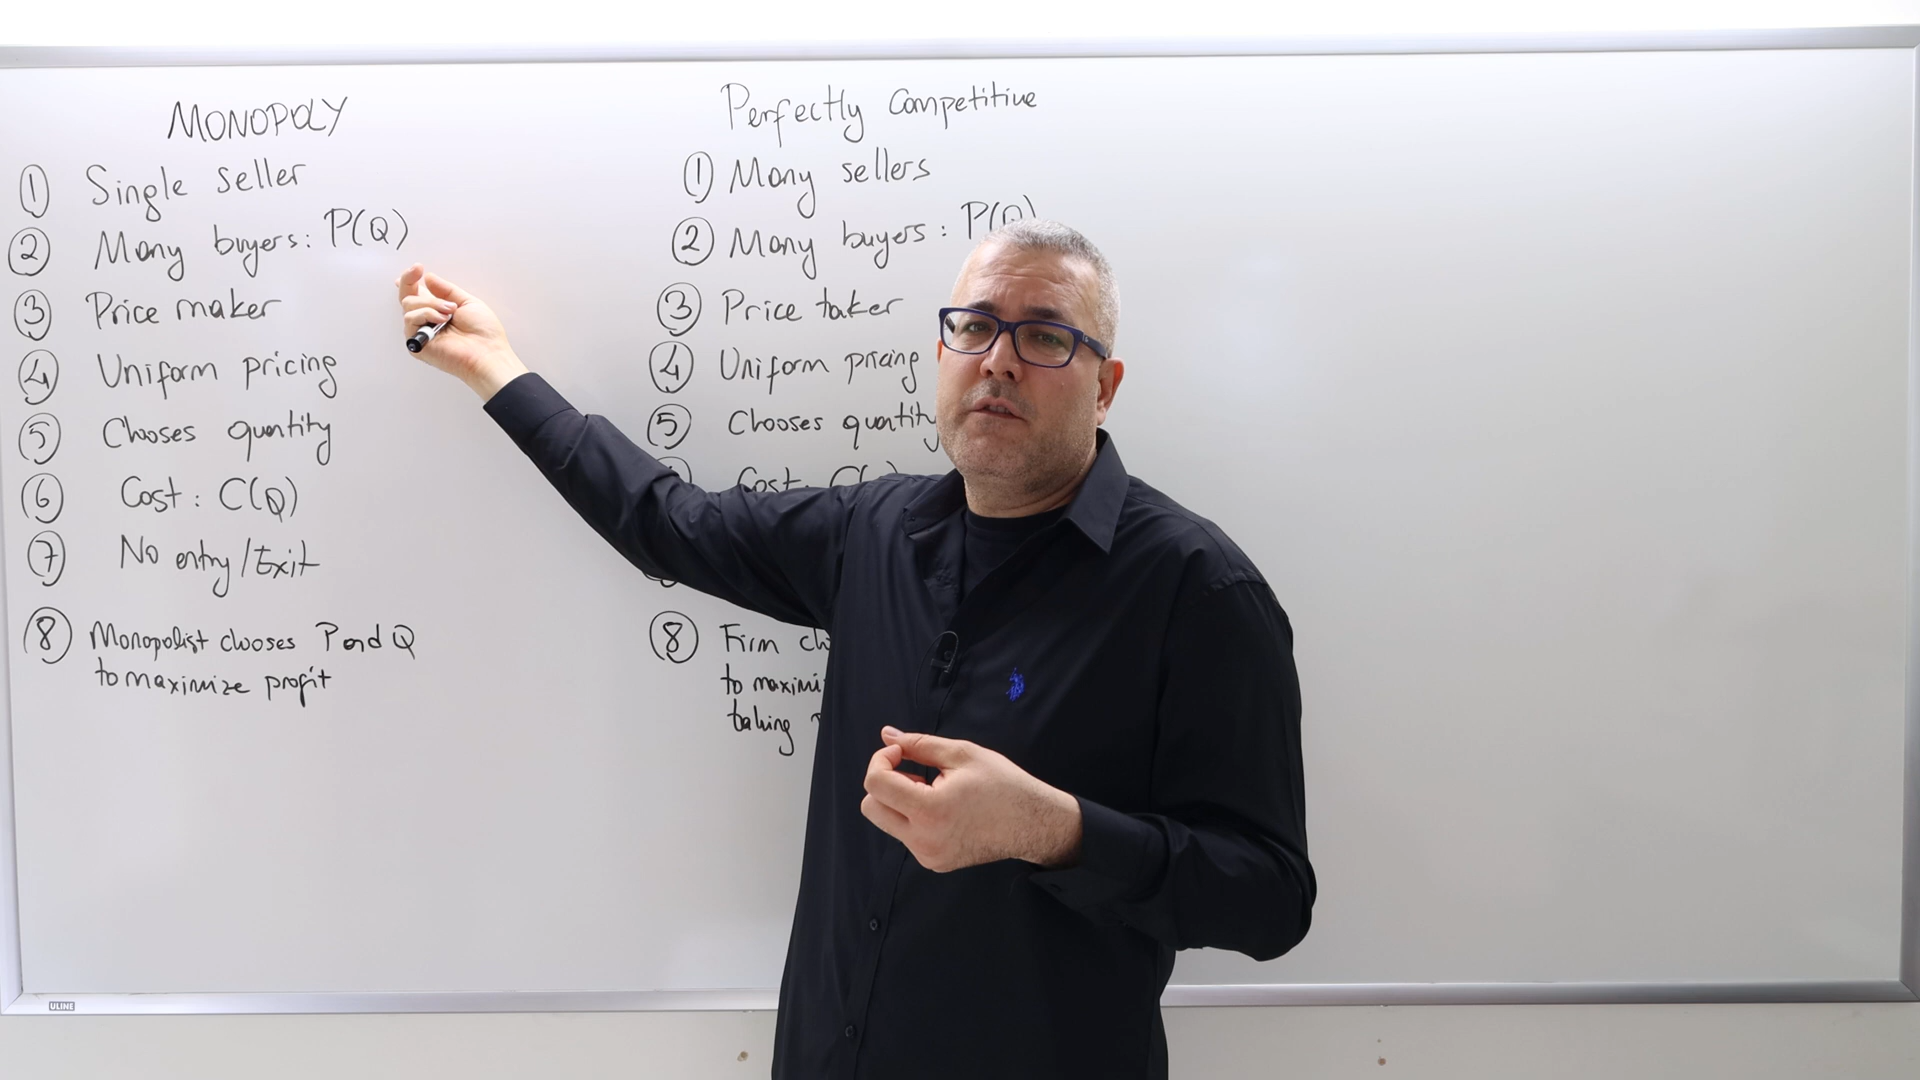 MONOPOLY
① Single seller
② Many buyers: P(Q)
③ Price maker
④ Uniform pricing
⑤ Chooses quantity
⑥ Cost: C(Q)
⑦ No entry/Exit
⑧ Monopolist chooses P and Q
to maximize profit
Perfectly Competitive
① Many sellers
② Many buyers: P(Q)
③ Price taker
④ Uniform pricing
⑤ Chooses quantity
Cost:
⑧ Firm
to
taking
ULINE